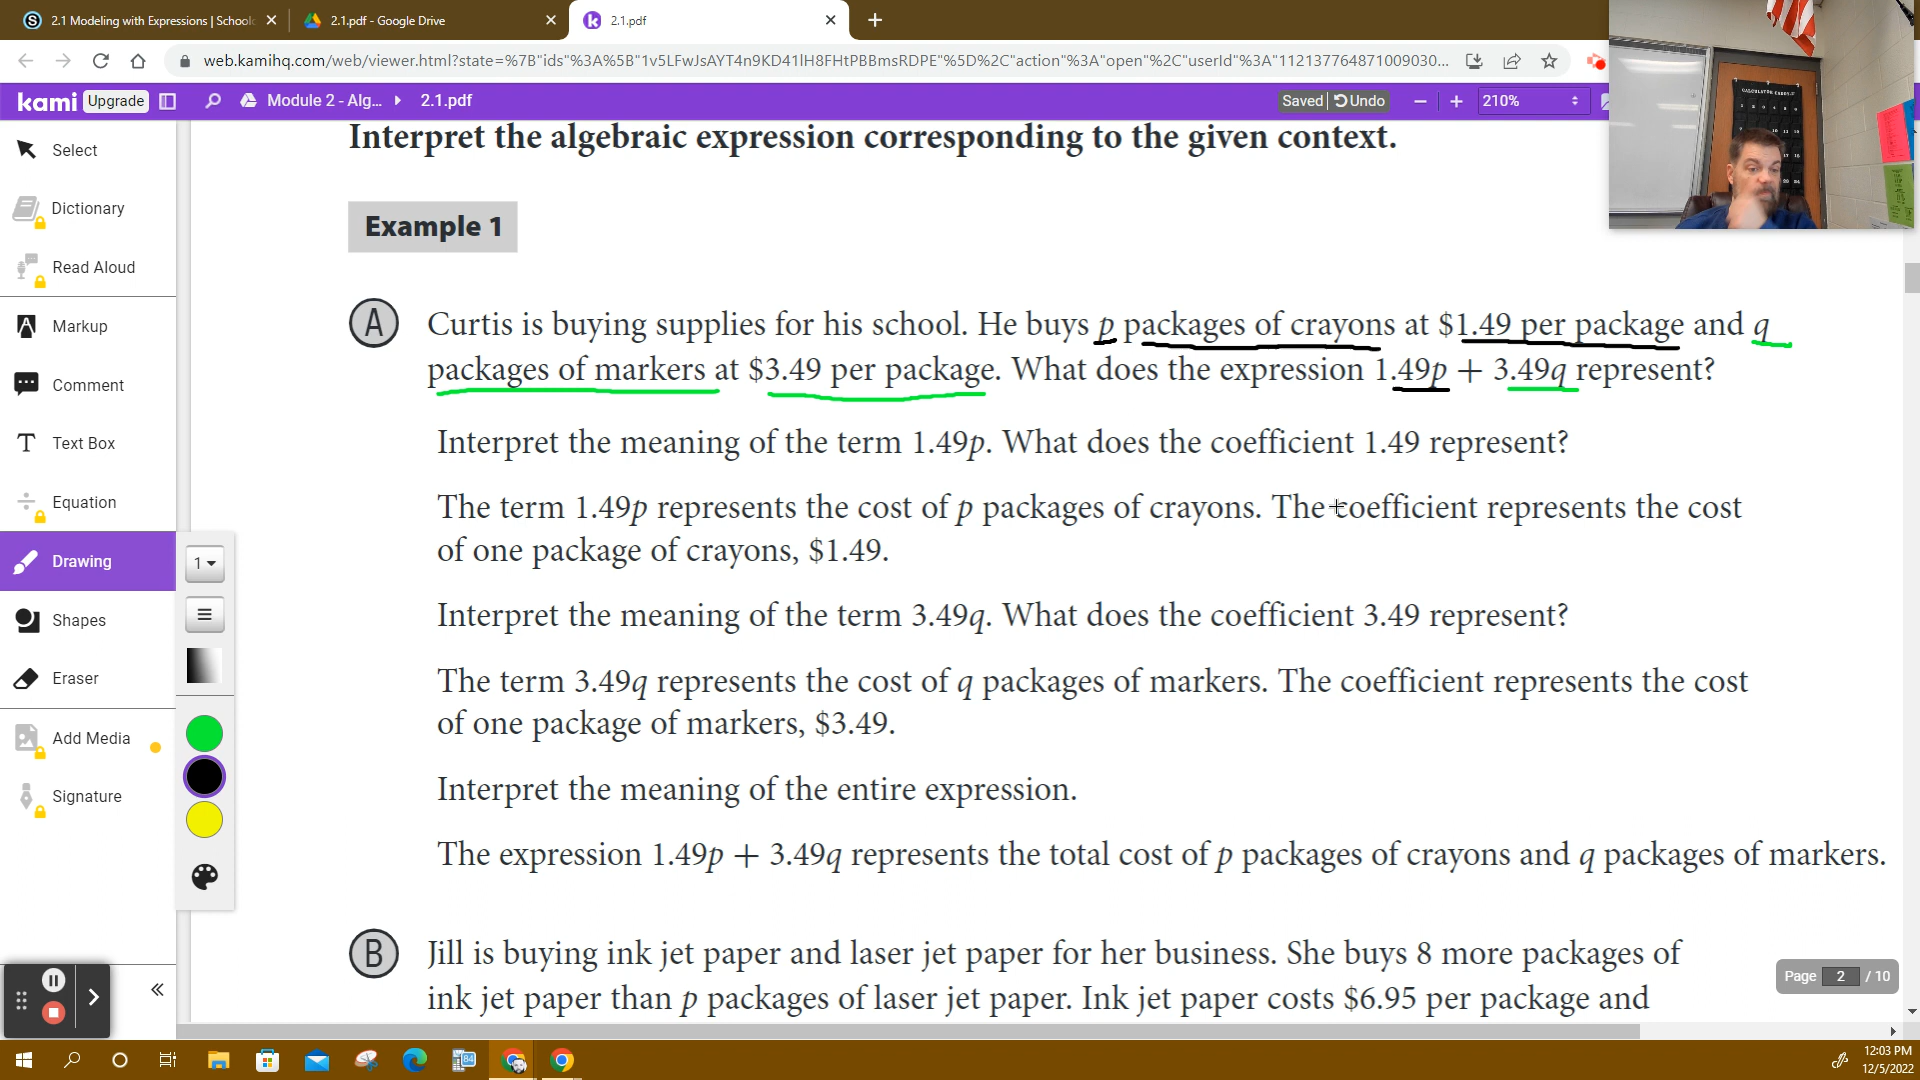 2.1 Modeling with Expressions | Schoolo
2.1.pdf - Google Drive
2.1.pdf
web.kamihq.com/web/viewer.html?state=%7B"ids"%3A%5B"1v5LFwJsAYT4n9KD41lH8FHtPBBmsRDPE"%5D%2C"action"%3A"open"%2C"userId"%3A"112137764871009030...
kami Upgrade Module 2 - Alg... 2.1.pdf Saved Undo 210%
Select
Dictionary
Read Aloud
Markup
Comment
Text Box
Equation
Drawing
Shapes
Eraser
Add Media
Signature
1
Interpret the algebraic expression corresponding to the given context.
Example 1
A Curtis is buying supplies for his school. He buys p packages of crayons at $1.49 per package and q
packages of markers at $3.49 per package. What does the expression 1.49p + 3.49q represent?
Interpret the meaning of the term 1.49p. What does the coefficient 1.49 represent?
The term 1.49p represents the cost of p packages of crayons. The coefficient represents the cost
of one package of crayons, $1.49.
Interpret the meaning of the term 3.49q. What does the coefficient 3.49 represent?
The term 3.49q represents the cost of q packages of markers. The coefficient represents the cost
of one package of markers, $3.49.
Interpret the meaning of the entire expression.
The expression 1.49p + 3.49q represents the total cost of p packages of crayons and q packages of markers.
B Jill is buying ink jet paper and laser jet paper for her business. She buys 8 more packages of
ink jet paper than p packages of laser jet paper. Ink jet paper costs $6.95 per package and
Page 2 / 10
84
12:03 PM
12/5/2022